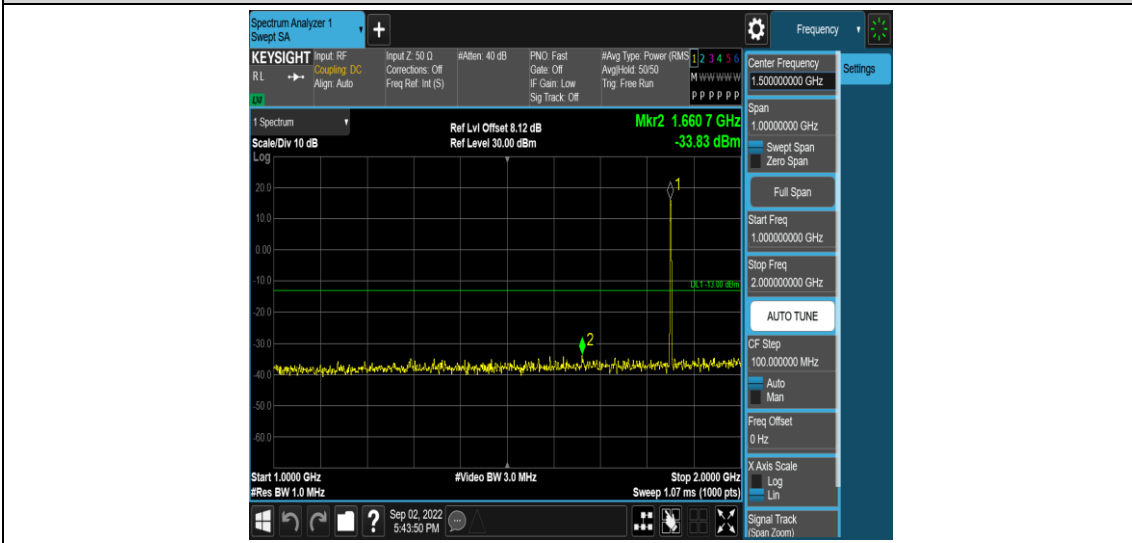 Spectrum Analyzer 1
Swept SA
+
Frequency
KEYSIGHT
RL
LXI
Input: RF
Coupling: DC
Align: Auto
Input Z: 50 Ω
Corrections: Off
Freq Ref: Int (S)
#Atten: 40 dB
PNO: Fast
Gate: Off
IF Gain: Low
Sig Track: Off
#Avg Type: Power (RMS
Avg|Hold: 50/50
Trig: Free Run
1 2 3 4 5 6
M W W W W W
P P P P P P
1 Spectrum
Scale/Div 10 dB
Log
Ref Lvl Offset 8.12 dB
Ref Level 30.00 dBm
Mkr2 1.660 7 GHz
-33.83 dBm
20.0
10.0
0.00
-10.0
-20.0
-30.0
-40.0
-50.0
-60.0
1
DL1 -13.00 dBm
2
Start 1.0000 GHz
#Res BW 1.0 MHz
#Video BW 3.0 MHz
Stop 2.0000 GHz
Sweep 1.07 ms (1000 pts)
Center Frequency
1.500000000 GHz
Settings
Span
1.00000000 GHz
Swept Span
Zero Span
Full Span
Start Freq
1.000000000 GHz
Stop Freq
2.000000000 GHz
AUTO TUNE
CF Step
100.000000 MHz
Auto
Man
Freq Offset
0 Hz
X Axis Scale
Log
Lin
Signal Track
(Span Zoom)
?
Sep 02, 2022
5:43:50 PM